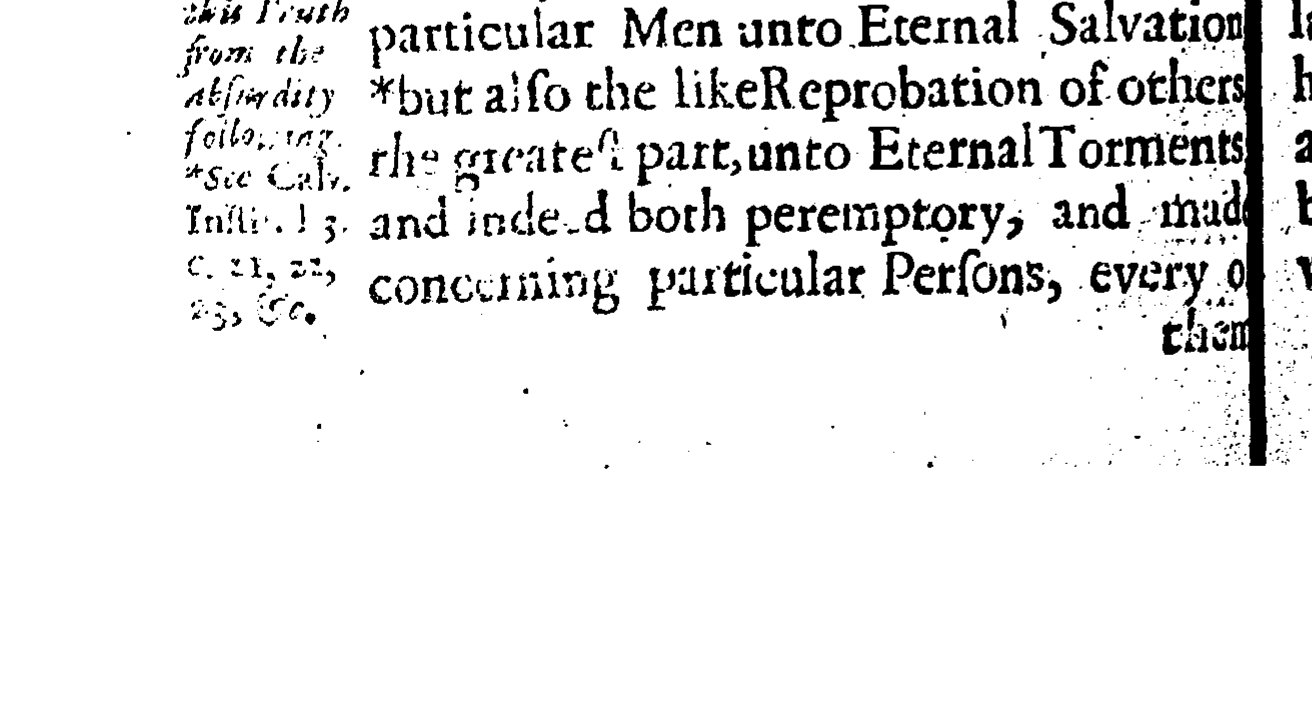 this Truth
from the
absurdity
following.
*See Calv.
Instit. l 3.
c. 21, 22,
23, &c.
particular Men unto Eternal Salvation
*but alſo the like Reprobation of others
the greateſt part, unto Eternal Torments
and indeed both peremptory, and made
concerning particular Perſons, every of
them